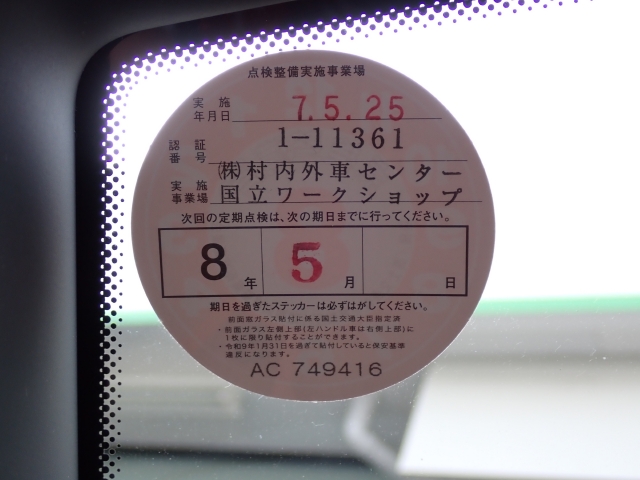 点検整備実施事業場
実施年月日 7.5.25
認証番号 1-11361
実施事業場 ㈱村内外車センター
国立ワークショップ
次回の定期点検は、次の期日までに行ってください。
8年 5月 日
期日を過ぎたステッカーは必ずはがしてください。
前面窓ガラス貼付に係る国土交通大臣指定済
・前面ガラス左側上部(左ハンドル車は右側上部)に
1枚に限り貼付することができます。
・令和9年1月31日を過ぎて貼付していると保安基準
違反になります。
AC 749416